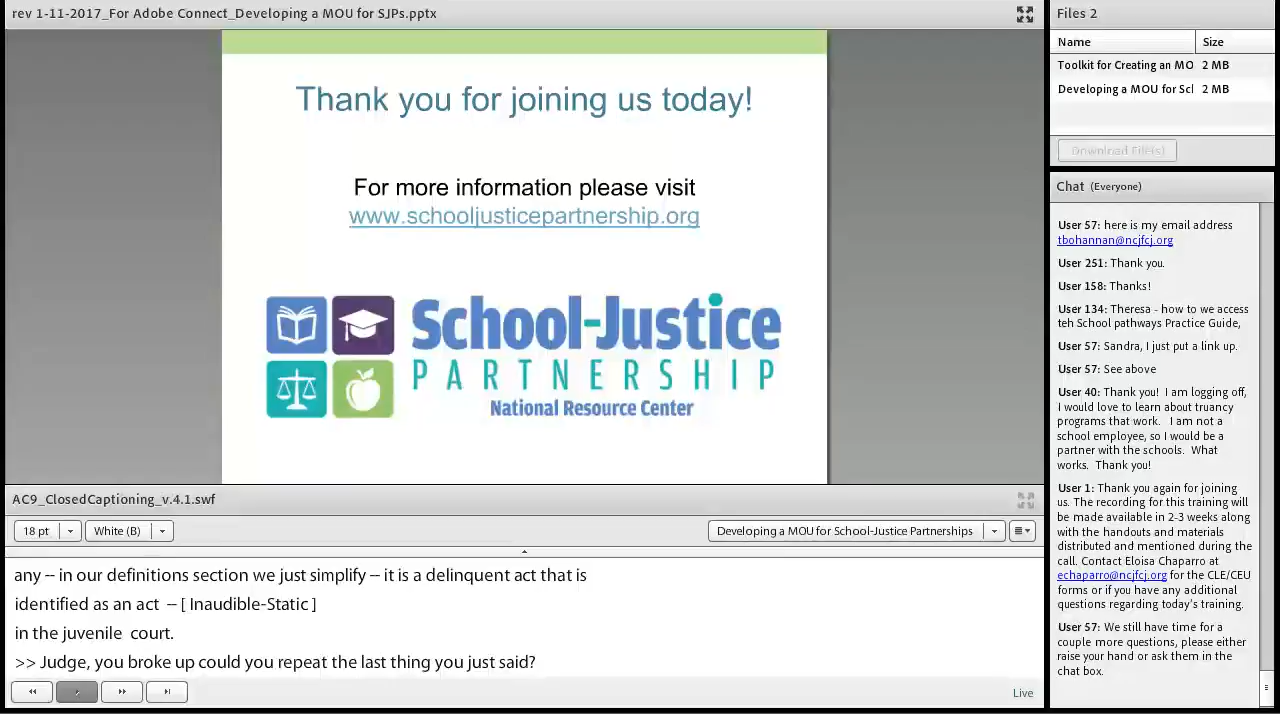 rev 1-11-2017_For Adobe Connect_Developing a MOU for SJPs.pptx
Thank you for joining us today!
For more information please visit
www.schooljusticepartnership.org
School-Justice
PARTNERSHIP
National Resource Center
AC9_ClosedCaptioning_v.4.1.swf
18 pt
White (B)
Developing a MOU for School-Justice Partnerships
any -- in our definitions section we just simplify -- it is a delinquent act that is
identified as an act -- [ Inaudible-Static ]
in the juvenile court.
>> Judge, you broke up could you repeat the last thing you just said?
Live
Files 2
Name Size
Toolkit for Creating an MO 2 MB
Developing a MOU for Scl 2 MB
Download File(s)
Chat (Everyone)
User 57: here is my email address
tbohannan@ncjfcj.org
User 251: Thank you.
User 158: Thanks!
User 134: Theresa - how to we access
teh School pathways Practice Guide,
User 57: Sandra, I just put a link up.
User 57: See above
User 40: Thank you! I am logging off,
I would love to learn about truancy
programs that work. I am not a
school employee, so I would be a
partner with the schools. What
works. Thank you!
User 1: Thank you again for joining
us. The recording for this training will
be made available in 2-3 weeks along
with the handouts and materials
distributed and mentioned during the
call. Contact Eloisa Chaparro at
echaparro@ncjfcj.org for the CLE/CEU
forms or if you have any additional
questions regarding today's training.
User 57: We still have time for a
couple more questions, please either
raise your hand or ask them in the
chat box.